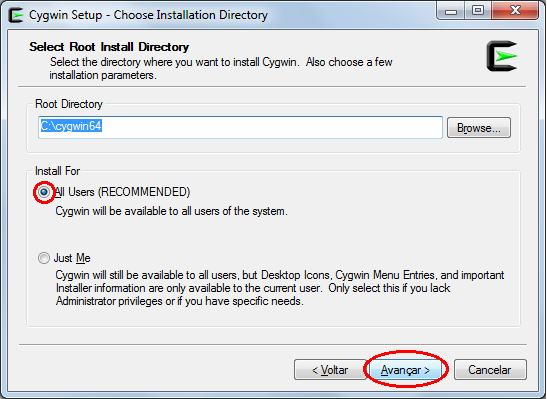 Cygwin Setup - Choose Installation Directory
Select Root Install Directory
Select the directory where you want to install Cygwin. Also choose a few
installation parameters.
Root Directory
C:\cygwin64
Browse...
Install For
All Users (RECOMMENDED)
Cygwin will be available to all users of the system.
Just Me
Cygwin will still be available to all users, but Desktop Icons, Cygwin Menu Entries, and important
Installer information are only available to the current user. Only select this if you lack
Administrator privileges or if you have specific needs.
< Voltar
Avançar >
Cancelar